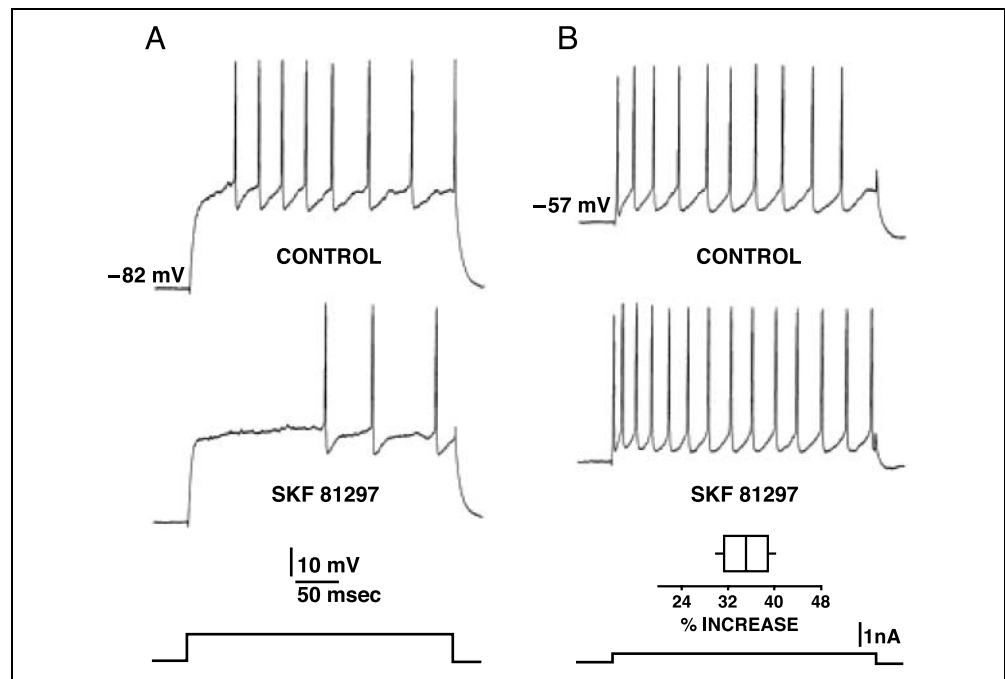 A
B
−82 mV
CONTROL
−57 mV
CONTROL
SKF 81297
SKF 81297
10 mV
50 msec
24 32 40 48
% INCREASE
1nA